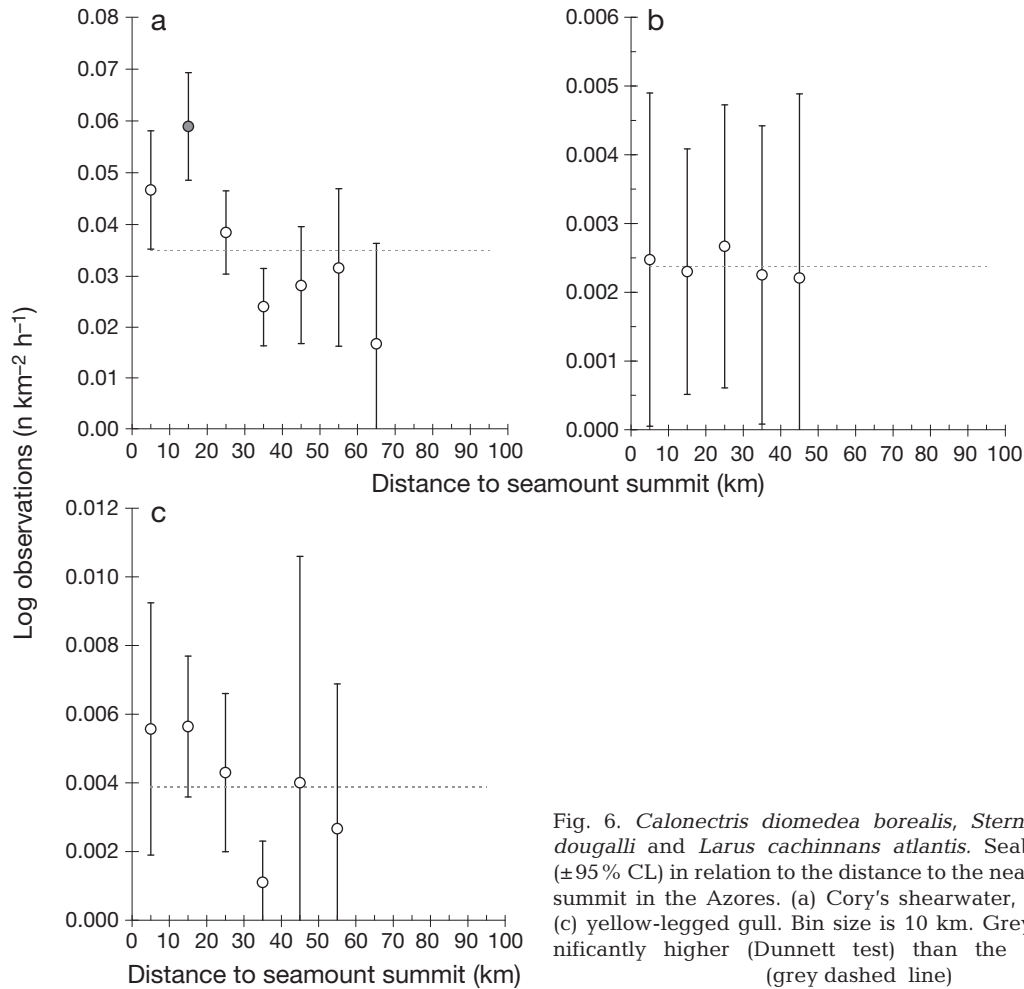 a
0.08
0.07
0.06
0.05
0.04
0.03
0.02
0.01
0.00
0 10 20 30 40 50 60 70 80 90 100
b
0.006
0.005
0.004
0.003
0.002
0.001
0.000
0 10 20 30 40 50 60 70 80 90 100
Distance to seamount summit (km)
Log observations (n km⁻² h⁻¹)
c
0.012
0.010
0.008
0.006
0.004
0.002
0.000
0 10 20 30 40 50 60 70 80 90 100
Distance to seamount summit (km)
Fig. 6. Calonectris diomedea borealis, Stern
dougalli and Larus cachinnans atlantis. Seab
(±95% CL) in relation to the distance to the nea
summit in the Azores. (a) Cory's shearwater,
(c) yellow-legged gull. Bin size is 10 km. Grey
nificantly higher (Dunnett test) than the
(grey dashed line)